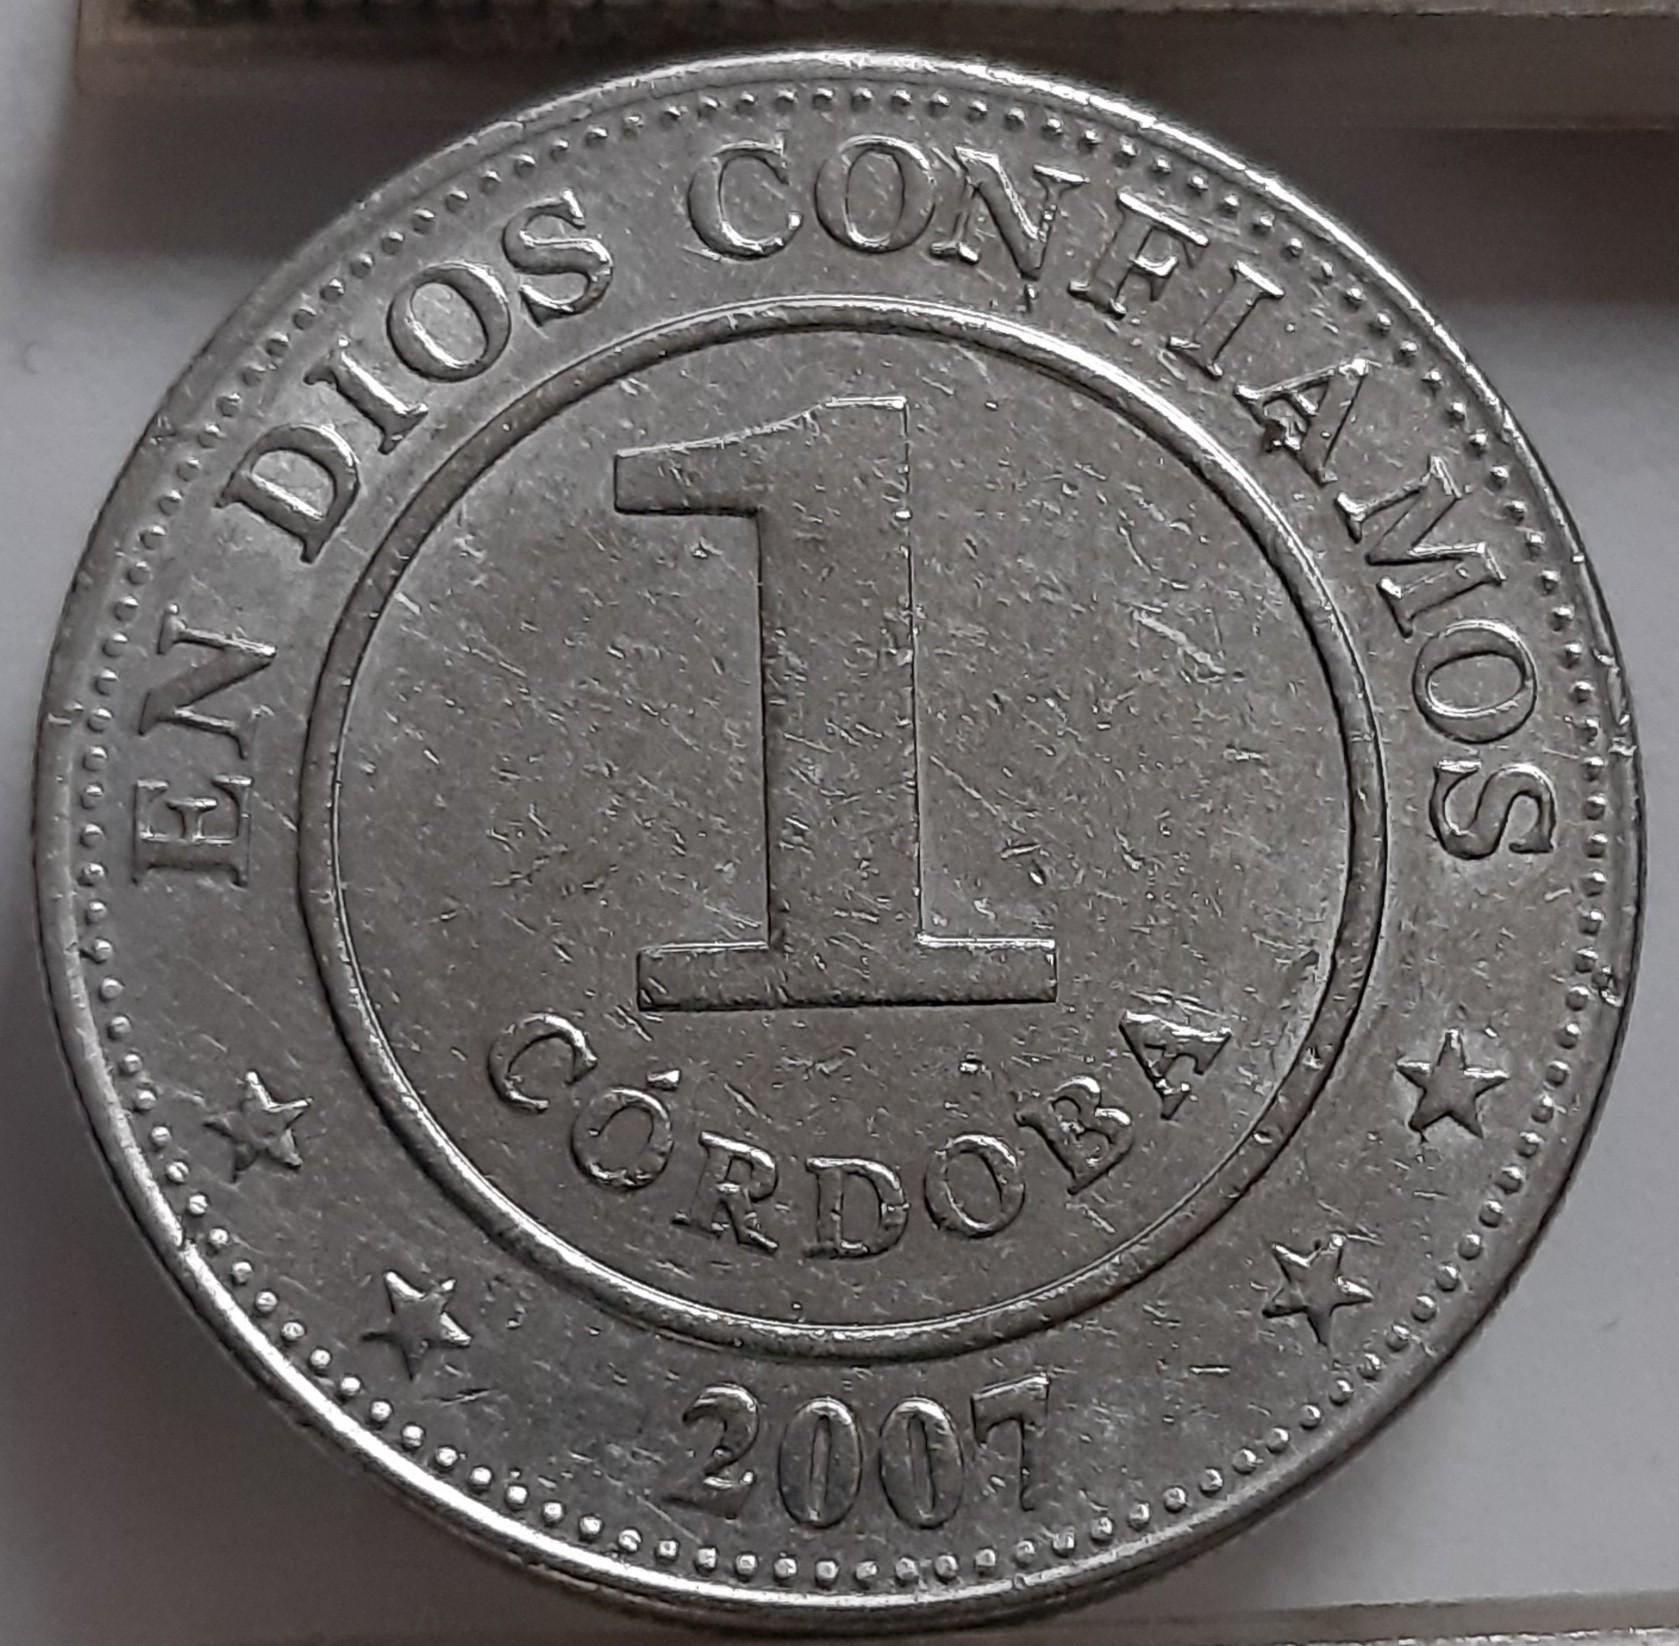 EN DIOS CONFIAMOS
1
CÓRDOBA
2007